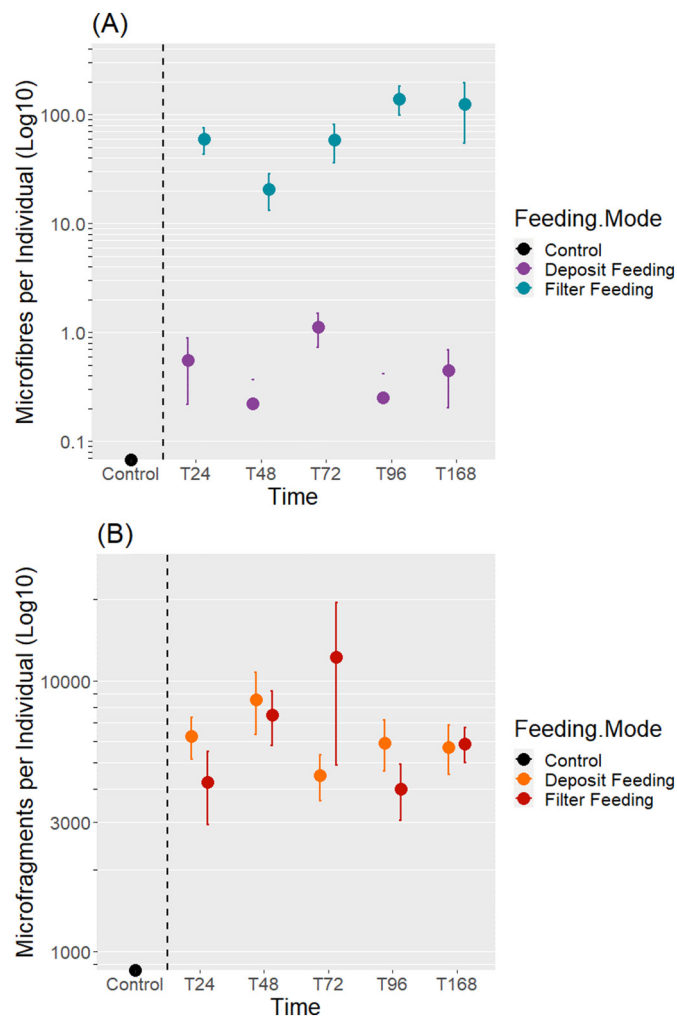 (A)
Microfibres per Individual (Log10)
100.0
10.0
1.0
0.1
Control T24 T48 T72 T96 T168
Time
Feeding.Mode
Control
Deposit Feeding
Filter Feeding
(B)
Microfragments per Individual (Log10)
10000
3000
1000
Control T24 T48 T72 T96 T168
Time
Feeding.Mode
Control
Deposit Feeding
Filter Feeding